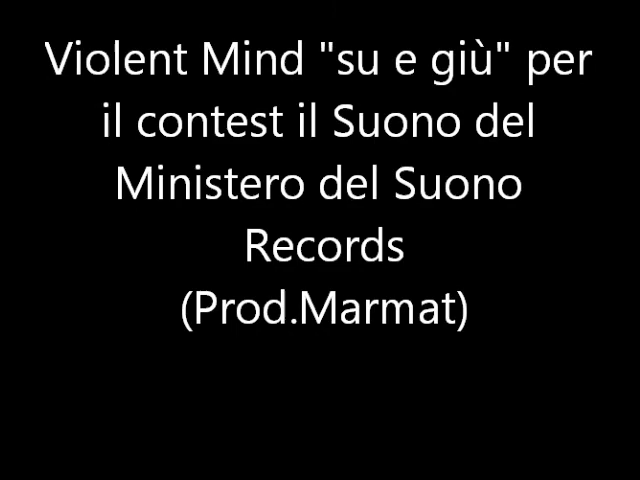 Violent Mind "su e giù" per
il contest il Suono del
Ministero del Suono
Records
(Prod.Marmat)